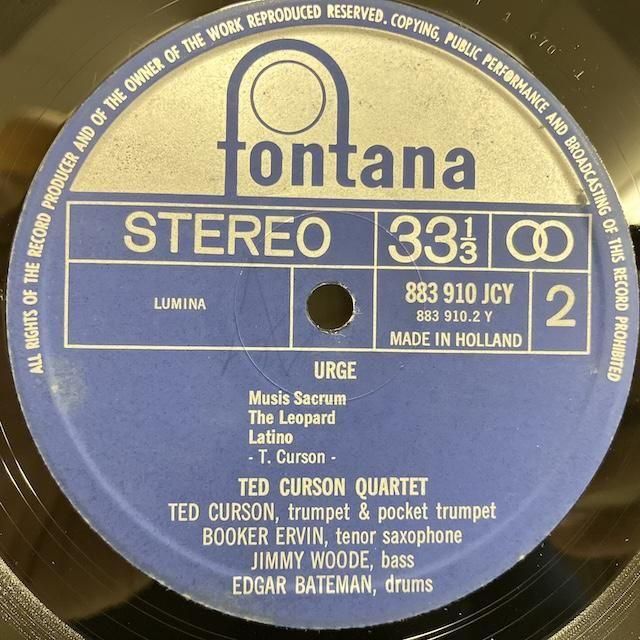 ALL RIGHTS OF THE RECORD PRODUCER AND OF THE OWNER OF THE WORK REPRODUCED RESERVED. COPYING, PUBLIC PERFORMANCE AND BROADCASTING OF THIS RECORD PROHIBITED
fontana
STEREO 33 1/3
LUMINA
883 910 JCY 2
883 910.2 Y
MADE IN HOLLAND
URGE
Musis Sacrum
The Leopard
Latino
- T. Curson -
TED CURSON QUARTET
TED CURSON, trumpet & pocket trumpet
BOOKER ERVIN, tenor saxophone
JIMMY WOODE, bass
EDGAR BATEMAN, drums